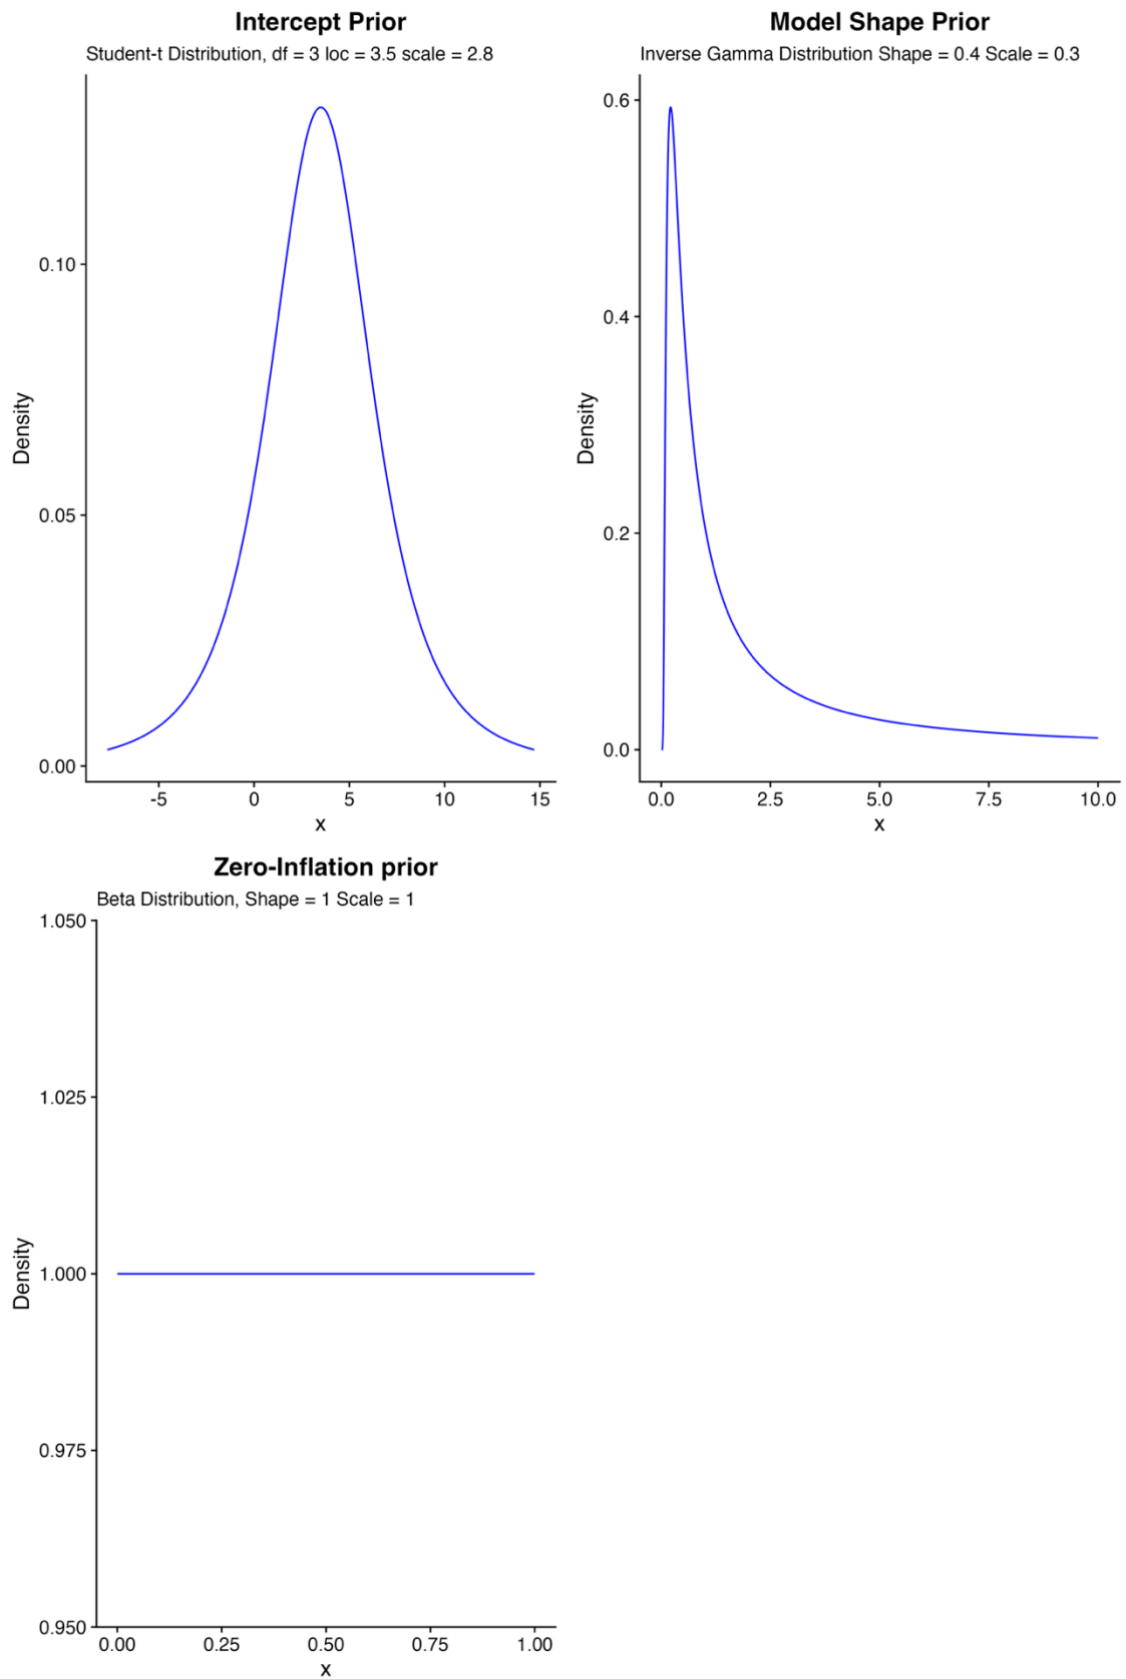 Intercept Prior
Student-t Distribution, df = 3 loc = 3.5 scale = 2.8
0.10
0.05
0.00
Density
-5 0 5 10 15
x
Model Shape Prior
Inverse Gamma Distribution Shape = 0.4 Scale = 0.3
0.6
0.4
0.2
0.0
Density
0.0 2.5 5.0 7.5 10.0
x
Zero-Inflation prior
Beta Distribution, Shape = 1 Scale = 1
1.050
1.025
1.000
0.975
0.950
Density
0.00 0.25 0.50 0.75 1.00
x